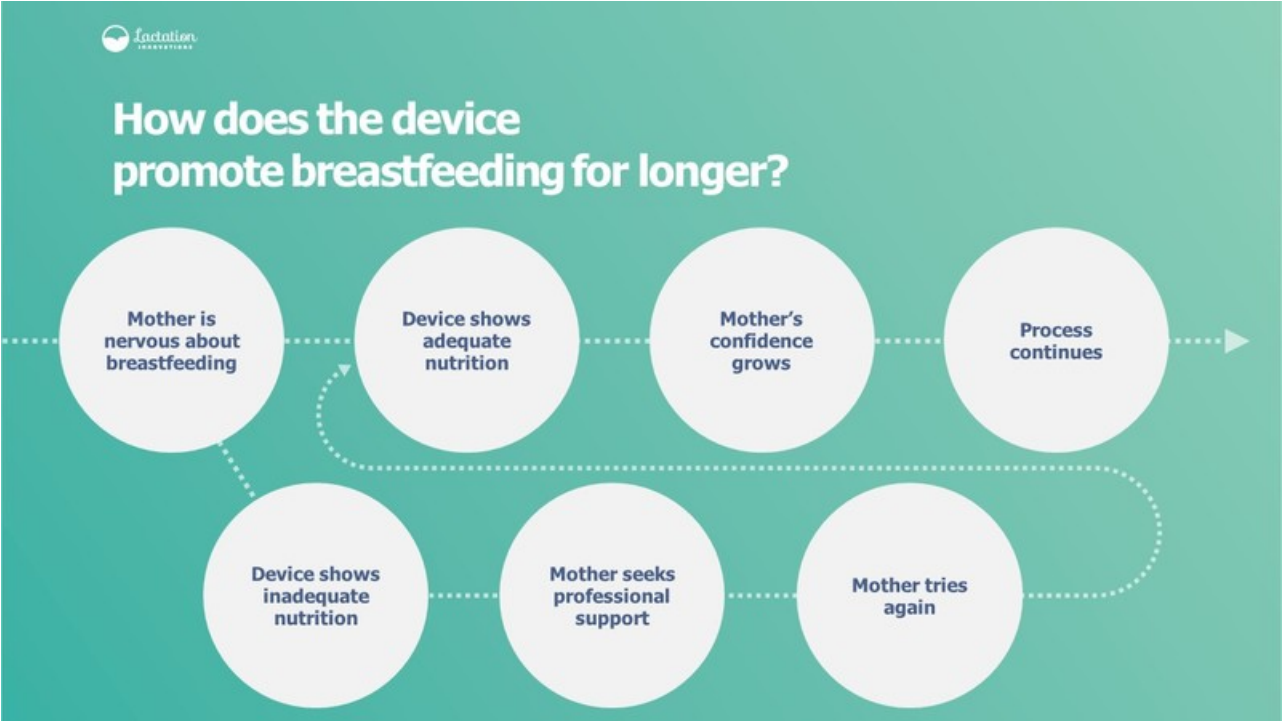 Lactation
INNOVATIONS
How does the device
promote breastfeeding for longer?
Mother is
nervous about
breastfeeding
Device shows
adequate
nutrition
Mother’s
confidence
grows
Process
continues
Device shows
inadequate
nutrition
Mother seeks
professional
support
Mother tries
again